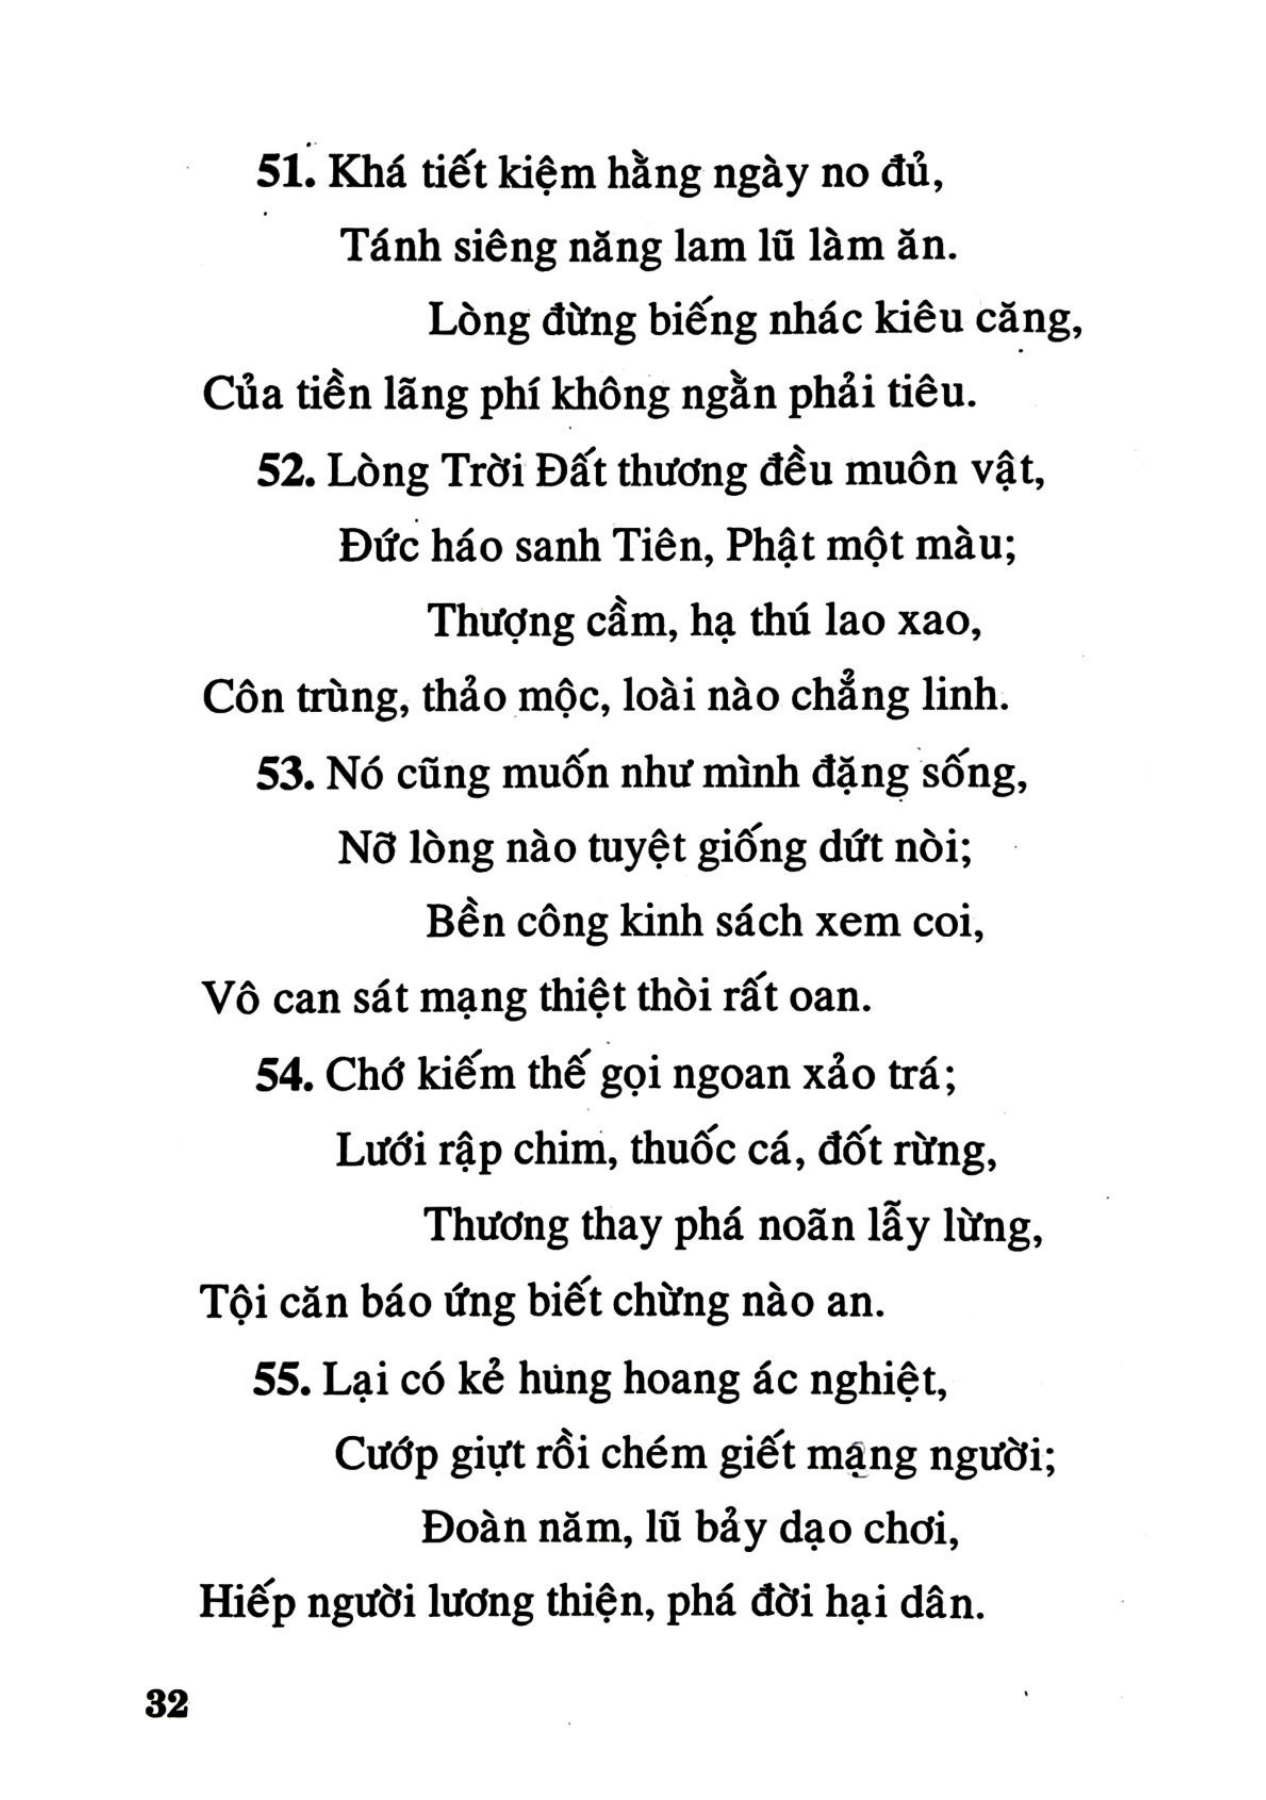 51. Khá tiết kiệm hằng ngày no đủ,
Tánh siêng năng lam lũ làm ăn.
Lòng đừng biếng nhác kiêu căng,
Của tiền lãng phí không ngằn phải tiêu.
52. Lòng Trời Đất thương đều muôn vật,
Đức háo sanh Tiên, Phật một màu;
Thượng cầm, hạ thú lao xao,
Côn trùng, thảo mộc, loài nào chẳng linh.
53. Nó cũng muốn như mình đặng sống,
Nỡ lòng nào tuyệt giống dứt nòi;
Bền công kinh sách xem coi,
Vô can sát mạng thiệt thòi rất oan.
54. Chớ kiếm thế gọi ngoan xảo trá;
Lưới rập chim, thuốc cá, đốt rừng,
Thương thay phá noãn lẫy lừng,
Tội căn báo ứng biết chừng nào an.
55. Lại có kẻ hung hoang ác nghiệt,
Cướp giựt rồi chém giết mạng người;
Đoàn năm, lũ bảy dạo chơi,
Hiếp người lương thiện, phá đời hại dân.
32